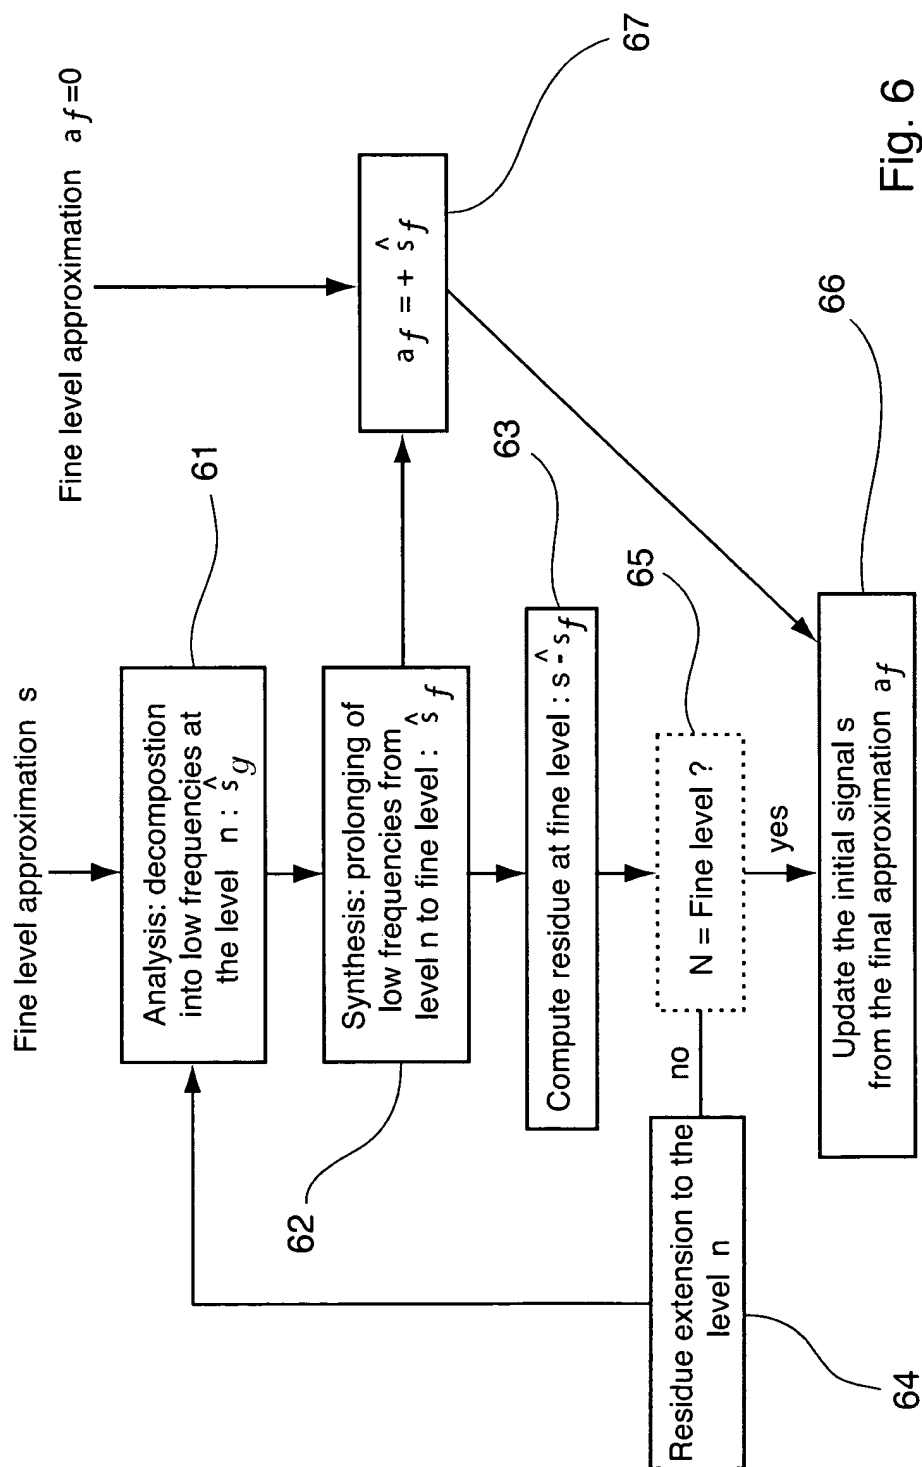 Fine level approximation s
Fine level approximation a f =0
Analysis: decompostion
into low frequencies at
the level n : ŝ g
61
Synthesis: prolonging of
low frequencies from
level n to fine level : ŝ f
62
a f = + ŝ f
67
Compute residue at fine level : s - ŝ f
63
N = Fine level ?
65
no
yes
Residue extension to the
level n
64
Update the initial signal s
from the final approximation a f
66
Fig. 6